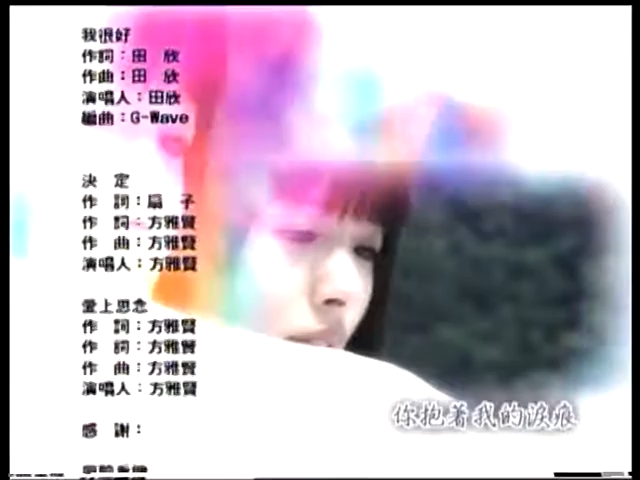 我很好
作詞：田　欣
作曲：田　欣
演唱人：田欣
編曲：G-Wave
決　定
作　詞：扇　子
作　詞：方雅賢
作　曲：方雅賢
演唱人：方雅賢
愛上思念
作　詞：方雅賢
作　詞：方雅賢
作　曲：方雅賢
演唱人：方雅賢
感　謝：
你抱着我的淚痕